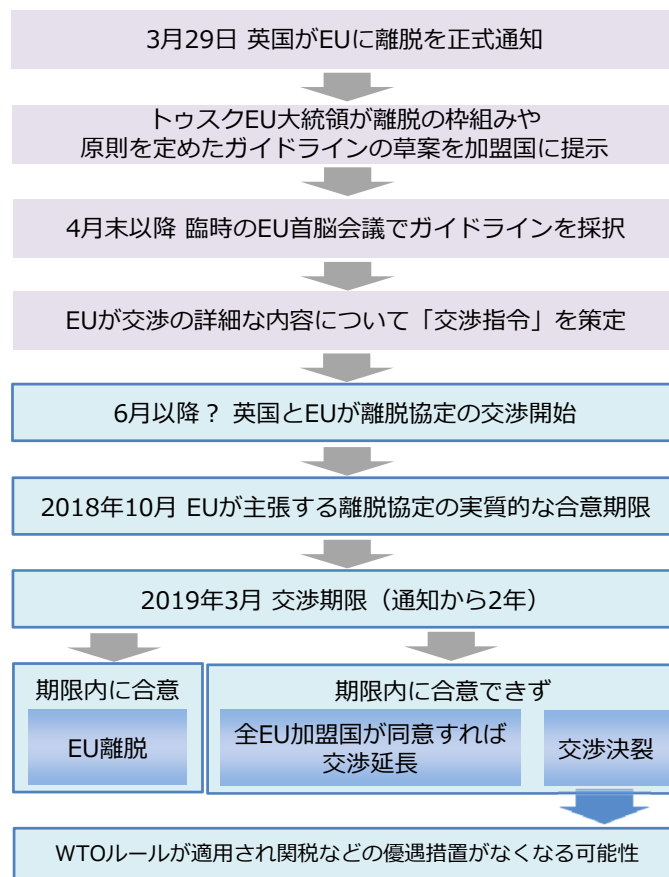 3月29日 英国がEUに離脱を正式通知
トゥスクEU大統領が離脱の枠組みや
原則を定めたガイドラインの草案を加盟国に提示
4月末以降 臨時のEU首脳会議でガイドラインを採択
EUが交渉の詳細な内容について「交渉指令」を策定
6月以降？ 英国とEUが離脱協定の交渉開始
2018年10月 EUが主張する離脱協定の実質的な合意期限
2019年3月 交渉期限（通知から2年）
期限内に合意
EU離脱
期限内に合意できず
全EU加盟国が同意すれば
交渉延長
交渉決裂
WTOルールが適用され関税などの優遇措置がなくなる可能性